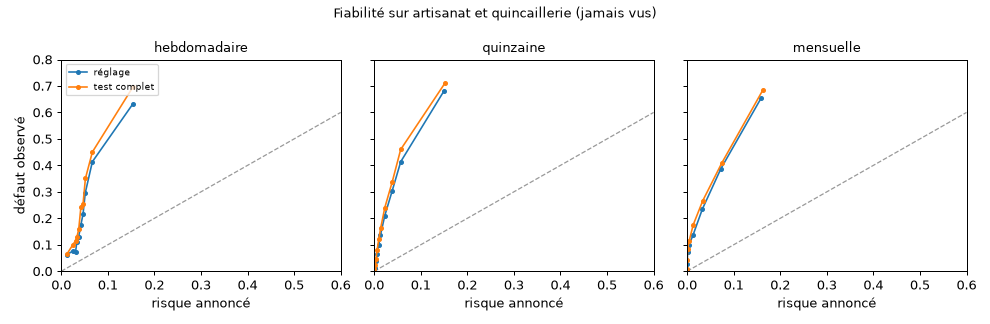 Fiabilité sur artisanat et quincaillerie (jamais vus)
hebdomadaire
quinzaine
mensuelle
défaut observé
0.8
0.7
0.6
0.5
0.4
0.3
0.2
0.1
0.0
réglage
test complet
0.0 0.1 0.2 0.3 0.4 0.5 0.6
0.0 0.1 0.2 0.3 0.4 0.5 0.6
0.0 0.1 0.2 0.3 0.4 0.5 0.6
risque annoncé
risque annoncé
risque annoncé